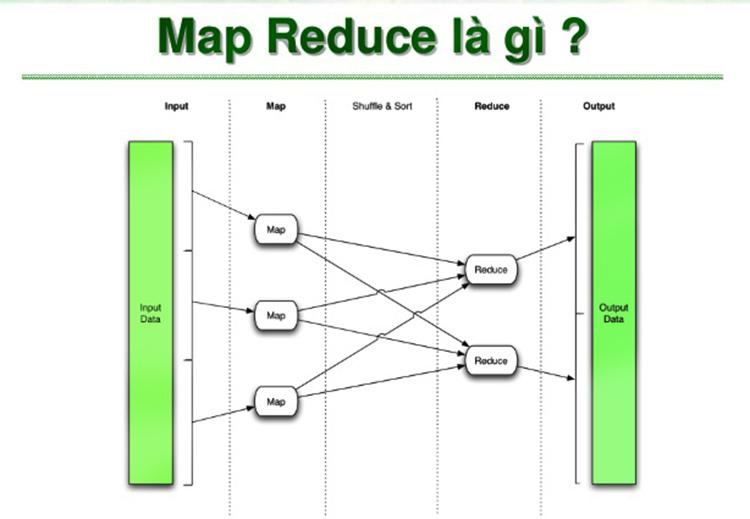 Map Reduce là gì ?
Input Map Shuffle & Sort Reduce Output
Map
Reduce
Input
Data
Map
Output
Data
Reduce
Map